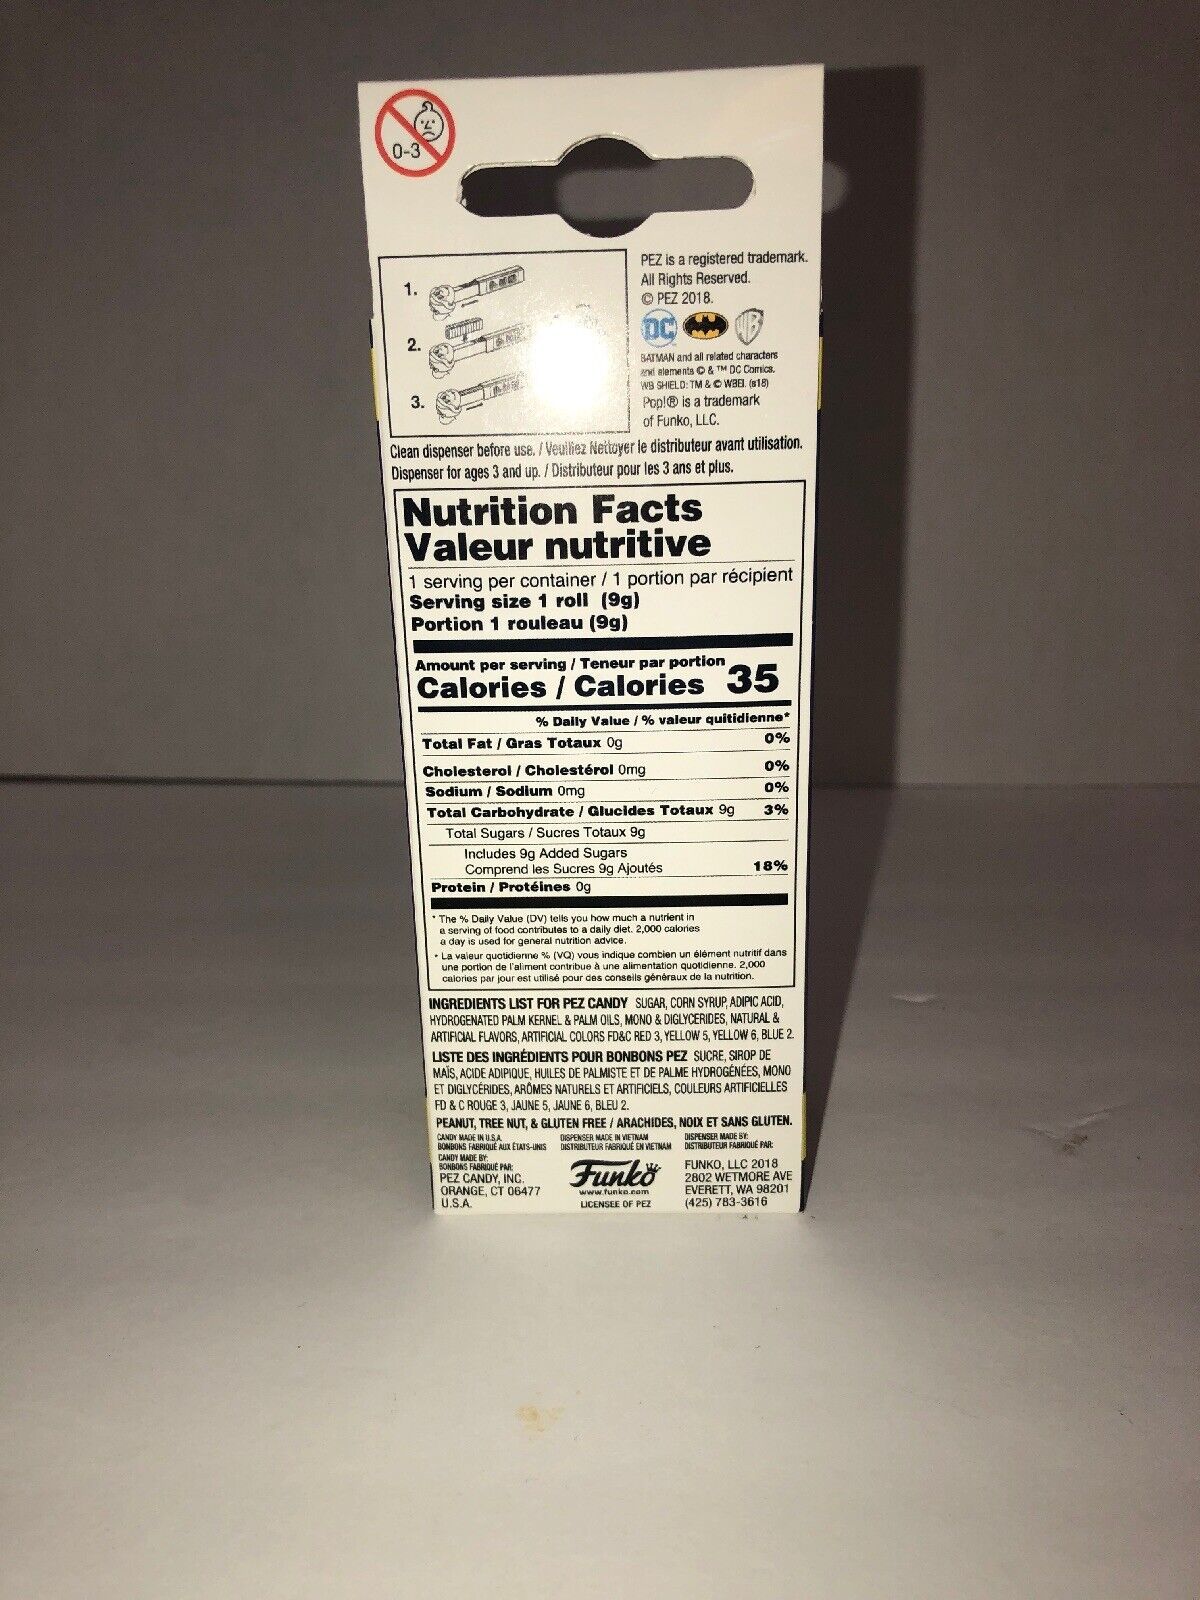 0-3
1.
2.
3.
PEZ is a registered trademark.
All Rights Reserved.
© PEZ 2018.
DC
WB
BATMAN and all related characters
and elements © & ™ DC Comics.
WB SHIELD: TM & © WBEI. (s18)
Pop!® is a trademark
of Funko, LLC.
Clean dispenser before use. / Veuillez Nettoyer le distributeur avant utilisation.
Dispenser for ages 3 and up. / Distributeur pour les 3 ans et plus.
Nutrition Facts
Valeur nutritive
1 serving per container / 1 portion par récipient
Serving size 1 roll (9g)
Portion 1 rouleau (9g)
Amount per serving / Teneur par portion
Calories / Calories 35
% Daily Value / % valeur quitidienne*
Total Fat / Gras Totaux 0g 0%
Cholesterol / Cholestérol 0mg 0%
Sodium / Sodium 0mg 0%
Total Carbohydrate / Glucides Totaux 9g 3%
Total Sugars / Sucres Totaux 9g
Includes 9g Added Sugars
Comprend les Sucres 9g Ajoutés 18%
Protein / Protéines 0g
* The % Daily Value (DV) tells you how much a nutrient in
a serving of food contributes to a daily diet. 2,000 calories
a day is used for general nutrition advice.
* La valeur quotidienne % (VQ) vous indique combien un élément nutritif dans
une portion de l'aliment contribue à une alimentation quotidienne. 2,000
calories par jour est utilisé pour des conseils généraux de la nutrition.
INGREDIENTS LIST FOR PEZ CANDY SUGAR, CORN SYRUP, ADIPIC ACID,
HYDROGENATED PALM KERNEL & PALM OILS, MONO & DIGLYCERIDES, NATURAL &
ARTIFICIAL FLAVORS, ARTIFICIAL COLORS FD&C RED 3, YELLOW 5, YELLOW 6, BLUE 2.
LISTE DES INGRÉDIENTS POUR BONBONS PEZ SUCRE, SIROP DE
MAÏS, ACIDE ADIPIQUE, HUILES DE PALMISTE ET DE PALME HYDROGÉNÉES, MONO
ET DIGLYCÉRIDES, ARÔMES NATURELS ET ARTIFICIELS, COULEURS ARTIFICIELLES
FD & C ROUGE 3, JAUNE 5, JAUNE 6, BLEU 2.
PEANUT, TREE NUT, & GLUTEN FREE / ARACHIDES, NOIX ET SANS GLUTEN.
CANDY MADE IN U.S.A.
BONBONS FABRIQUÉ AUX ÉTATS-UNIS
CANDY MADE BY:
BONBONS FABRIQUÉ PAR:
PEZ CANDY, INC.
ORANGE, CT 06477
U.S.A.
DISPENSER MADE IN VIETNAM
DISTRIBUTEUR FABRIQUÉ EN VIETNAM
Funko
www.funko.com
LICENSEE OF PEZ
DISPENSER MADE BY:
DISTRIBUTEUR FABRIQUÉ PAR:
FUNKO, LLC 2018
2802 WETMORE AVE
EVERETT, WA 98201
(425) 783-3616